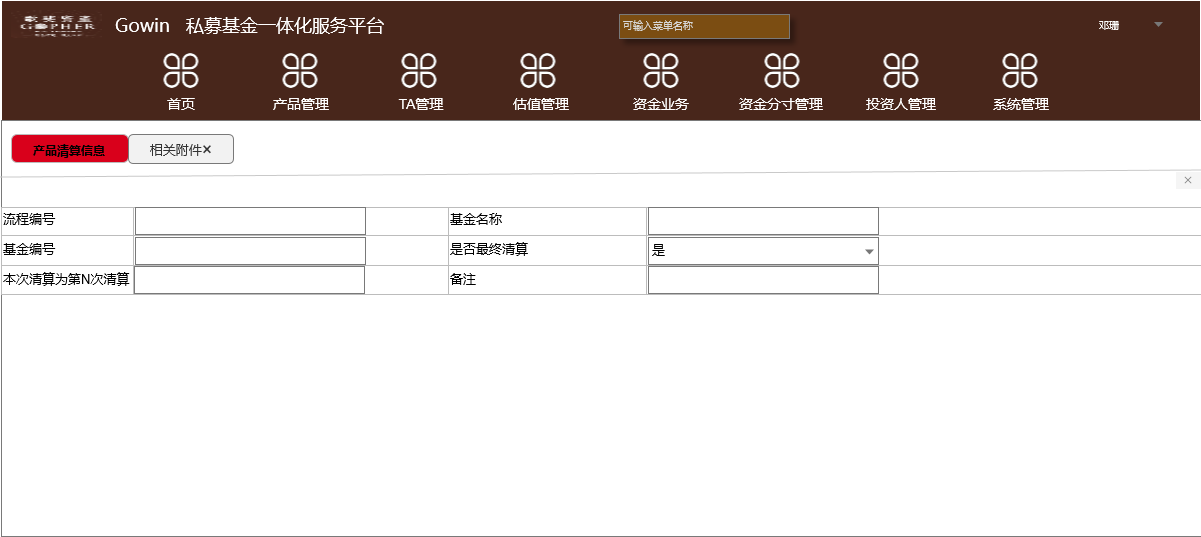 歌斐资产
GOPHER
Gowin 私募基金一体化服务平台
可输入菜单名称
邓珊
首页
产品管理
TA管理
估值管理
资金业务
资金分寸管理
投资人管理
系统管理
产品清算信息
相关附件×
×
流程编号
基金名称
基金编号
是否最终清算
是
本次清算为第N次清算
备注